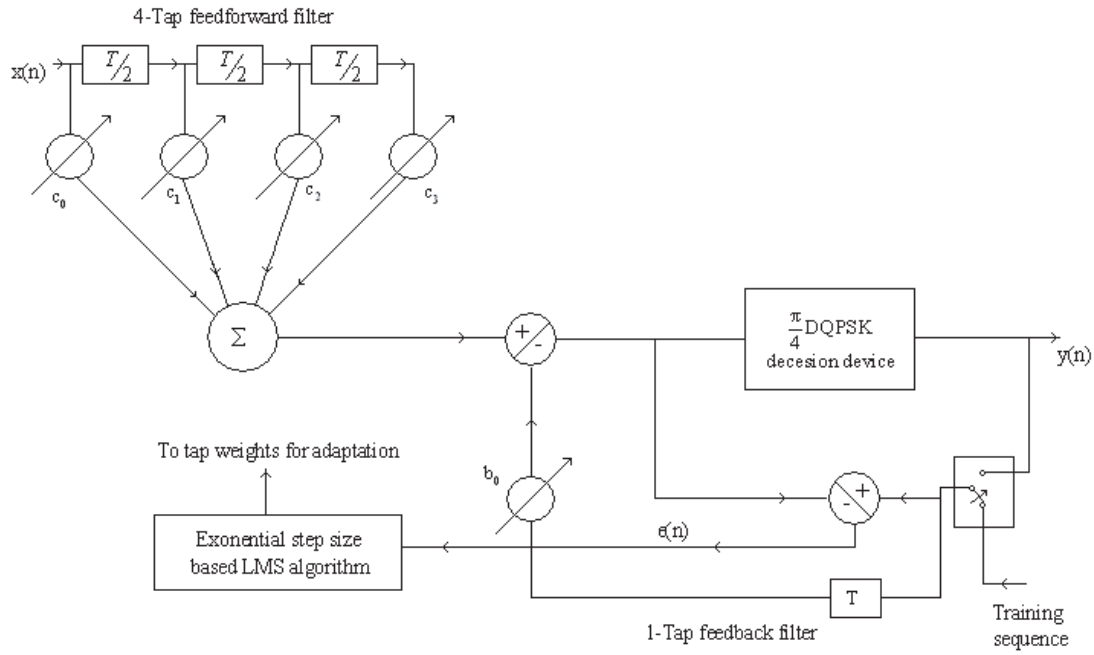 4-Tap feedforward filter
x(n)
T/2
T/2
T/2
c0
c1
c2
c3
Σ
+
-
π/4 DQPSK
decesion device
y(n)
To tap weights for adaptation
b0
+
-
e(n)
Exonential step size
based LMS algorithm
T
1-Tap feedback filter
Training
sequence